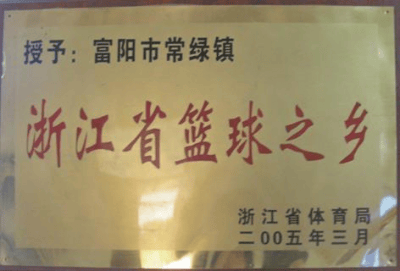 授予：富阳市常绿镇
浙江省篮球之乡
浙江省体育局
二00五年三月